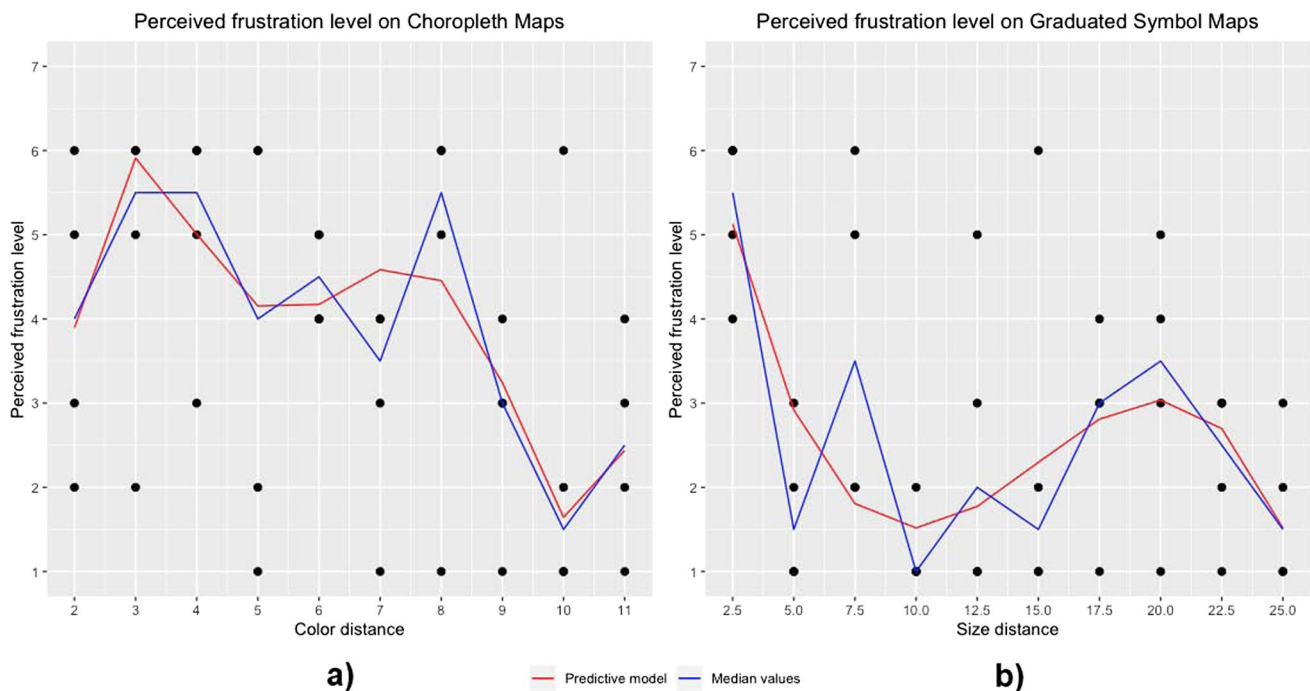 Perceived frustration level on Choropleth Maps
Perceived frustration level
7
6
5
4
3
2
1
2 3 4 5 6 7 8 9 10 11
Color distance
a)
Perceived frustration level on Graduated Symbol Maps
Perceived frustration level
7
6
5
4
3
2
1
2.5 5.0 7.5 10.0 12.5 15.0 17.5 20.0 22.5 25.0
Size distance
b)
Predictive model Median values